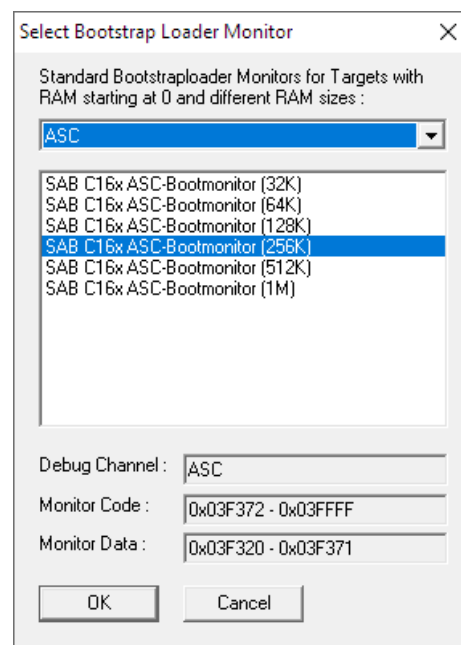 Select Bootstrap Loader Monitor
Standard Bootstraploader Monitors for Targets with
RAM starting at 0 and different RAM sizes :
ASC
SAB C16x ASC-Bootmonitor (32K)
SAB C16x ASC-Bootmonitor (64K)
SAB C16x ASC-Bootmonitor (128K)
SAB C16x ASC-Bootmonitor (256K)
SAB C16x ASC-Bootmonitor (512K)
SAB C16x ASC-Bootmonitor (1M)
Debug Channel : ASC
Monitor Code : 0x03F372 - 0x03FFFF
Monitor Data : 0x03F320 - 0x03F371
OK Cancel